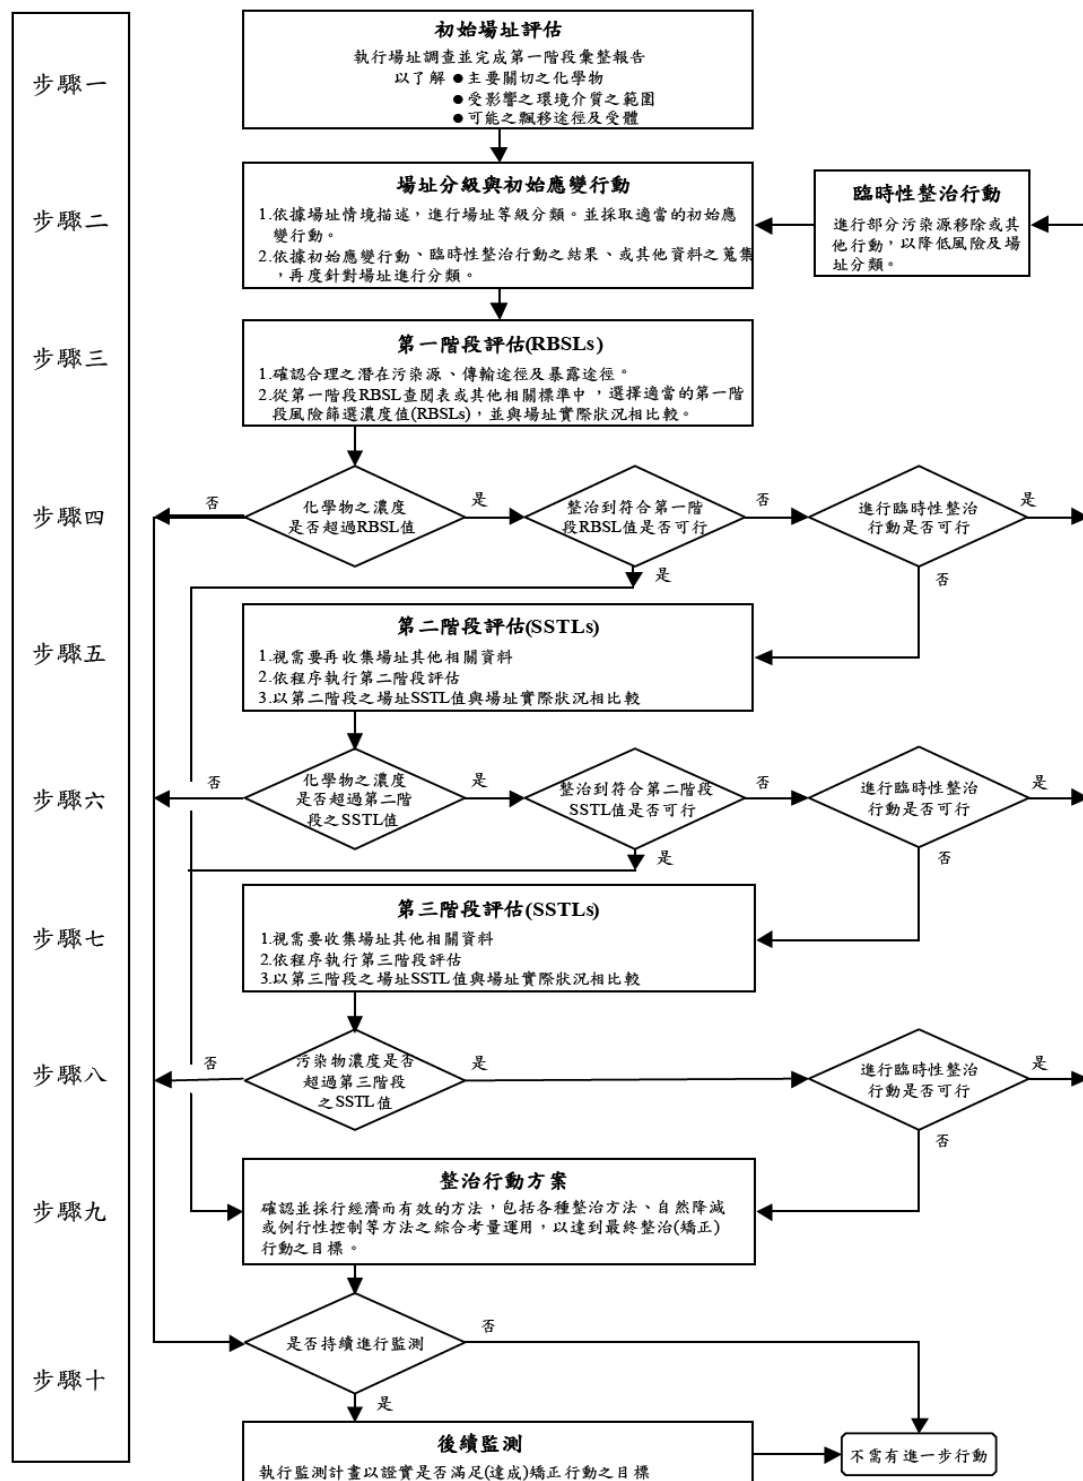 步驟一
初始場址評估
執行場址調查並完成第一階段彙整報告
以了解 ●主要關切之化學物
●受影響之環境介質之範圍
●可能之飄移途徑及受體
步驟二
場址分級與初始應變行動
1.依據場址情境描述，進行場址等級分類。並採取適當的初始應
變行動。
2.依據初始應變行動、臨時性整治行動之結果、或其他資料之蒐集
，再度針對場址進行分類。
臨時性整治行動
進行部分污染源移除或其
他行動，以降低風險及場
址分類。
步驟三
第一階段評估(RBSLs)
1.確認合理之潛在污染源、傳輸途徑及暴露途徑。
2.從第一階段RBSL查閱表或其他相關標準中，選擇適當的第一階
段風險篩選濃度值(RBSLs)，並與場址實際狀況相比較。
步驟四
否
化學物之濃度
是否超過RBSL值
是
整治到符合第一階
段RBSL值是否可行
否
進行臨時性整治
行動是否可行
是
是
否
步驟五
第二階段評估(SSTLs)
1.視需要再收集場址其他相關資料
2.依程序執行第二階段評估
3.以第二階段之場址SSTL值與場址實際狀況相比較
步驟六
否
化學物之濃度
是否超過第二階
段之SSTL值
是
整治到符合第二階段
SSTL值是否可行
否
進行臨時性整治
行動是否可行
是
是
否
步驟七
第三階段評估(SSTLs)
1.視需要收集場址其他相關資料
2.依程序執行第三階段評估
3.以第三階段之場址SSTL值與場址實際狀況相比較
步驟八
否
污染物濃度是否
超過第三階段
之SSTL值
是
進行臨時性整治
行動是否可行
是
否
步驟九
整治行動方案
確認並採行經濟而有效的方法，包括各種整治方法、自然降減
或例行性控制等方法之綜合考量運用，以達到最終整治(矯正)
行動之目標。
步驟十
是否持續進行監測
否
是
後續監測
執行監測計畫以證實是否滿足(達成)矯正行動之目標
不需有進一步行動